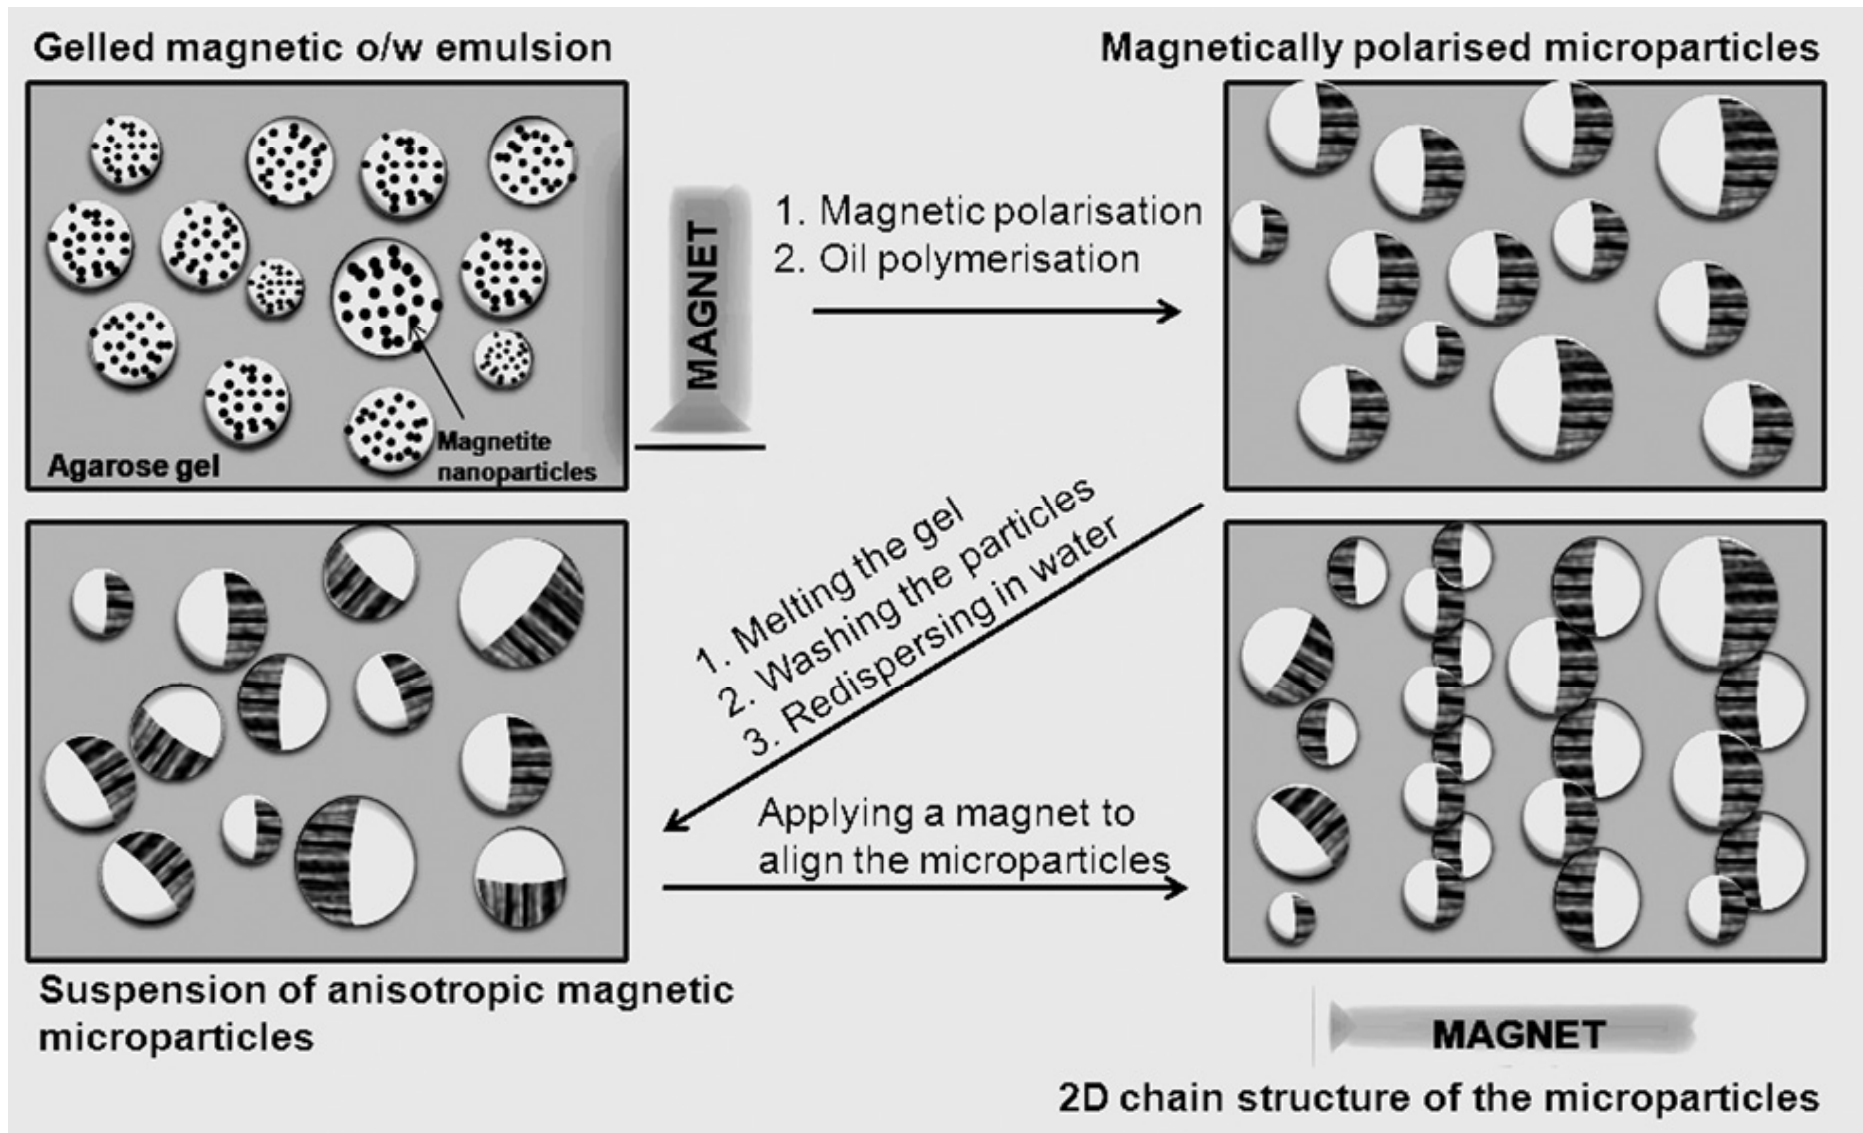 Gelled magnetic o/w emulsion
Magnetically polarised microparticles
Magnetite
nanoparticles
Agarose gel
MAGNET
1. Magnetic polarisation
2. Oil polymerisation
1. Melting the gel
2. Washing the particles
3. Redispersing in water
Applying a magnet to
align the microparticles
Suspension of anisotropic magnetic
microparticles
MAGNET
2D chain structure of the microparticles